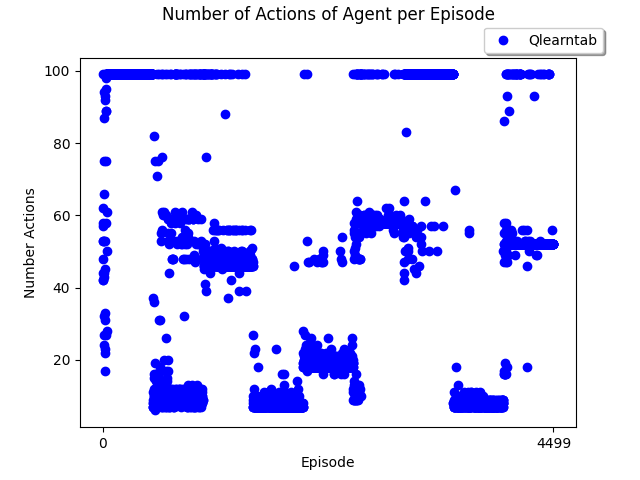 Number of Actions of Agent per Episode
Qlearntab
100
80
60
40
20
Number Actions
0
4499
Episode